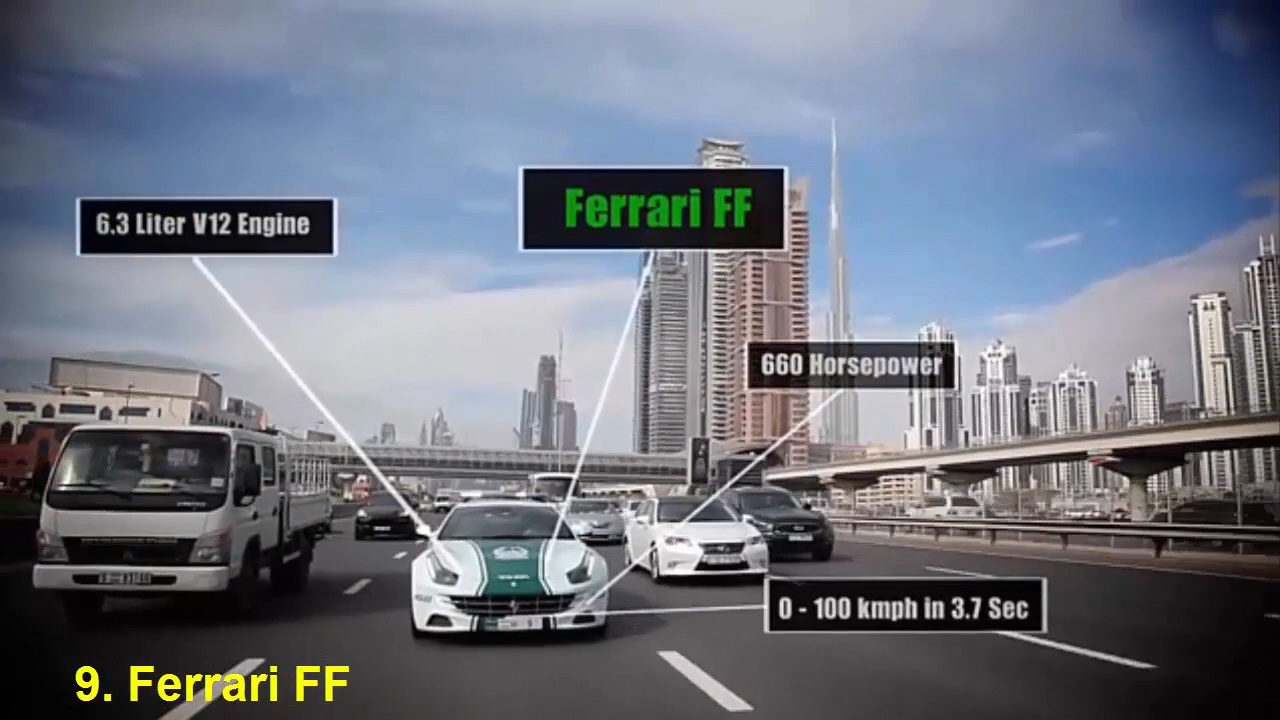 Ferrari FF
6.3 Liter V12 Engine
660 Horsepower
0 - 100 kmph in 3.7 Sec
9. Ferrari FF